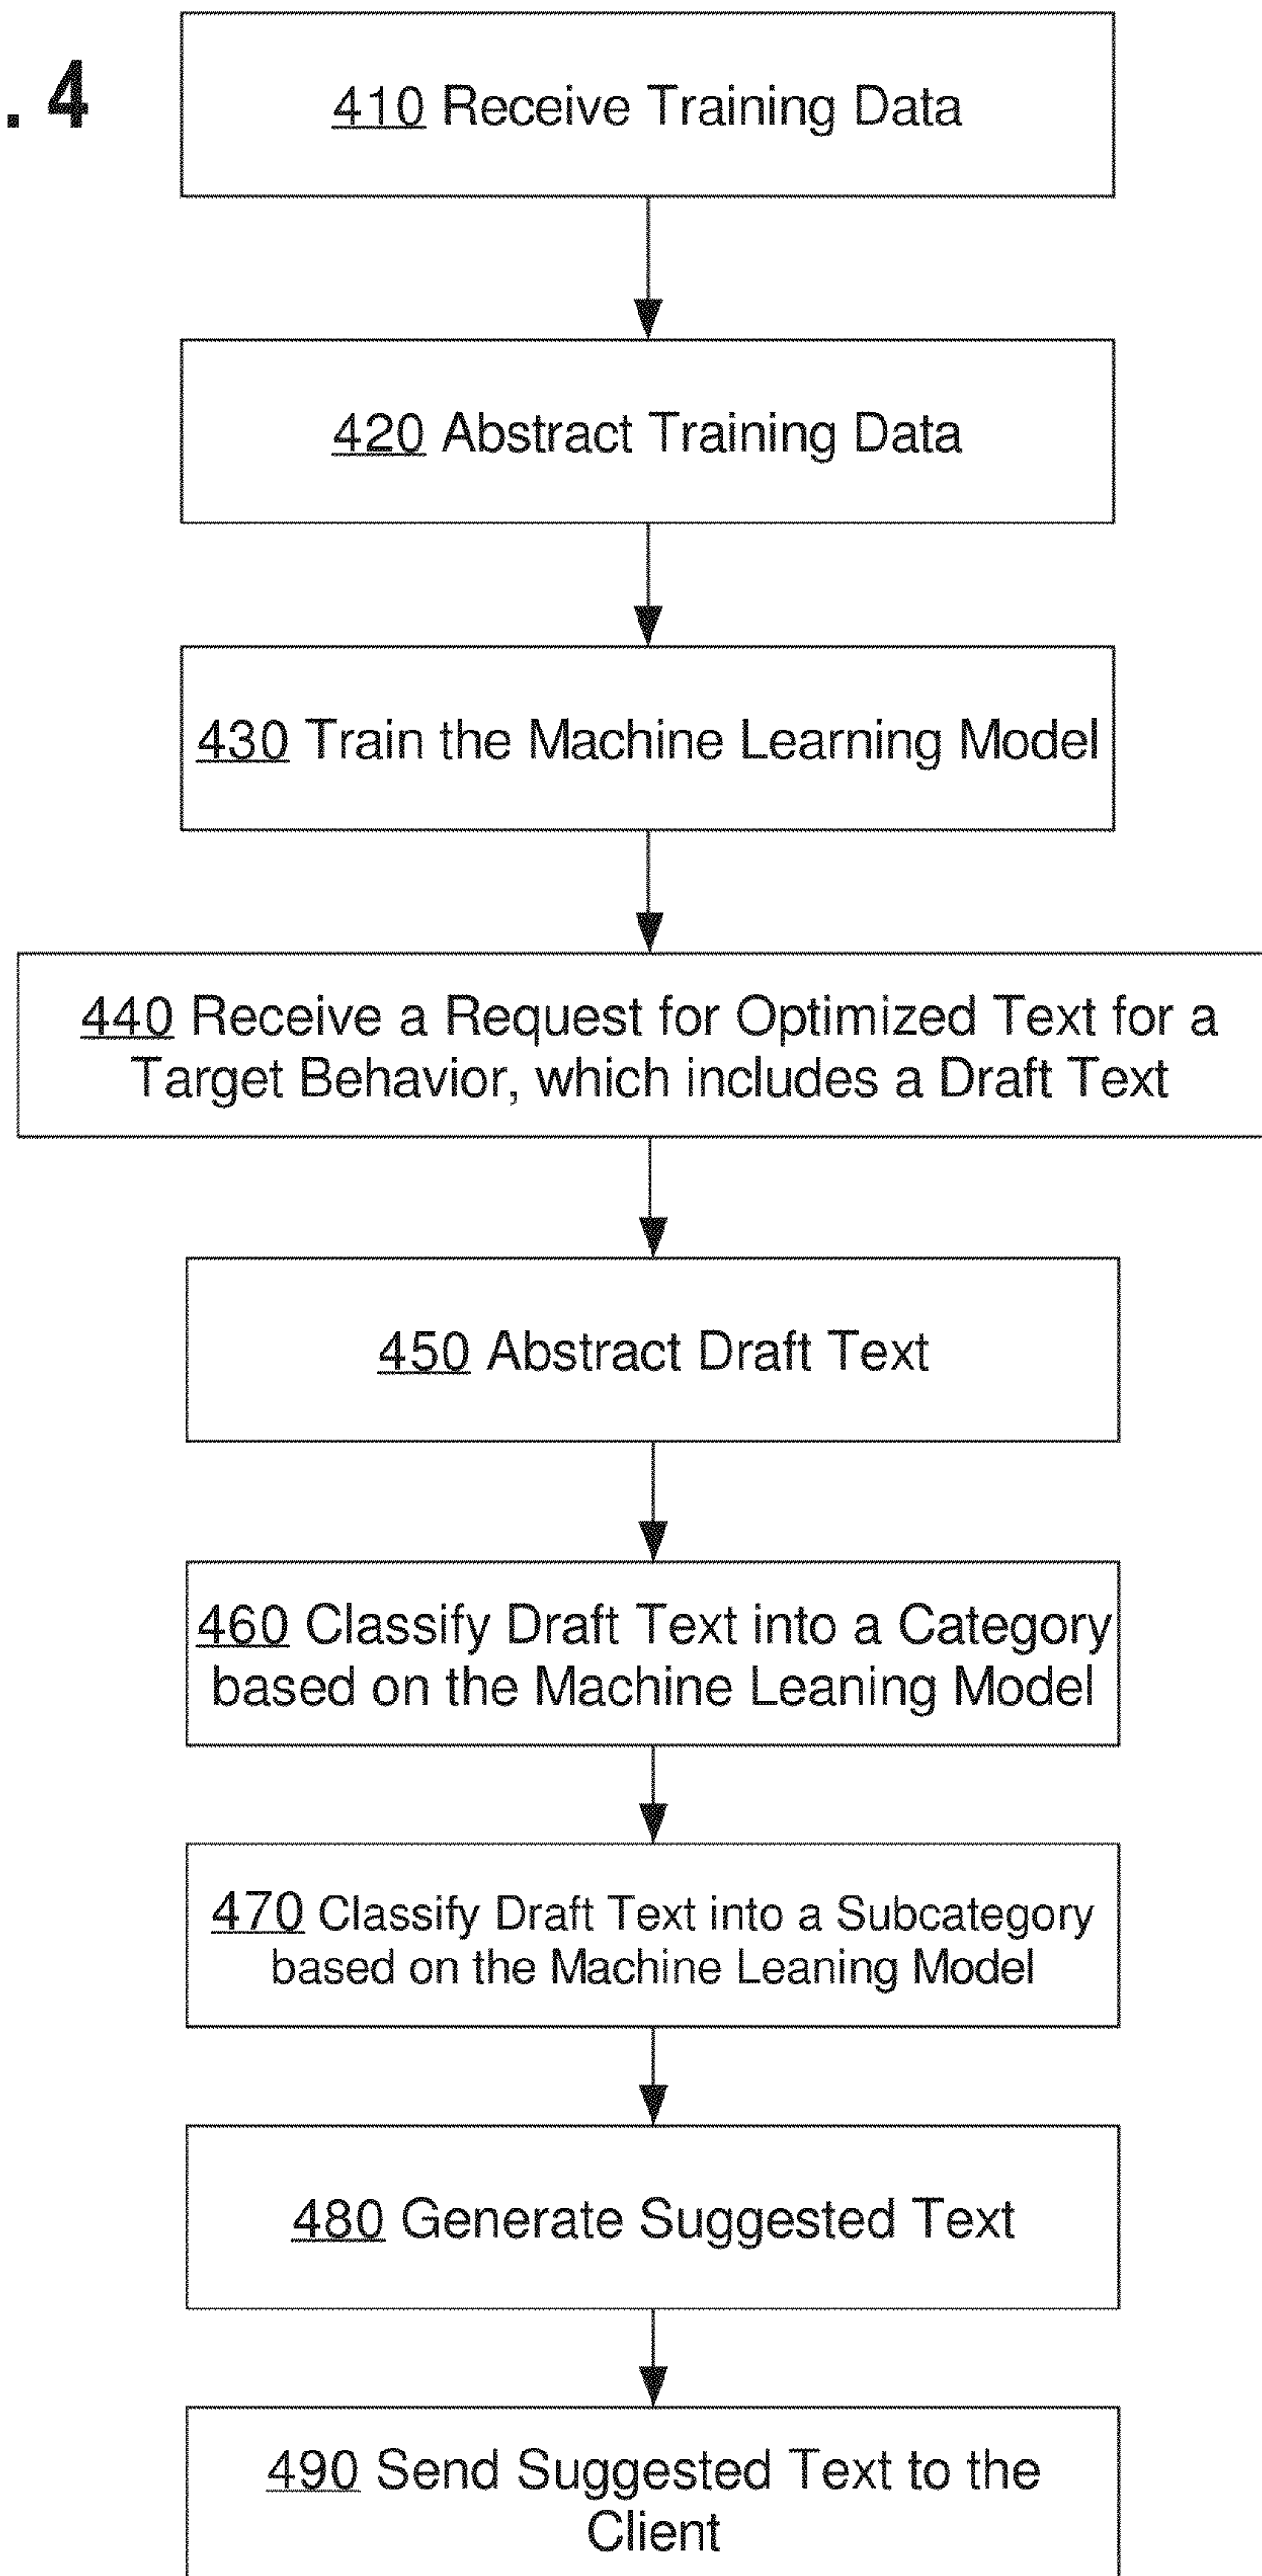 . 4
410 Receive Training Data
420 Abstract Training Data
430 Train the Machine Learning Model
440 Receive a Request for Optimized Text for a
Target Behavior, which includes a Draft Text
450 Abstract Draft Text
460 Classify Draft Text into a Category
based on the Machine Leaning Model
470 Classify Draft Text into a Subcategory
based on the Machine Leaning Model
480 Generate Suggested Text
490 Send Suggested Text to the
Client